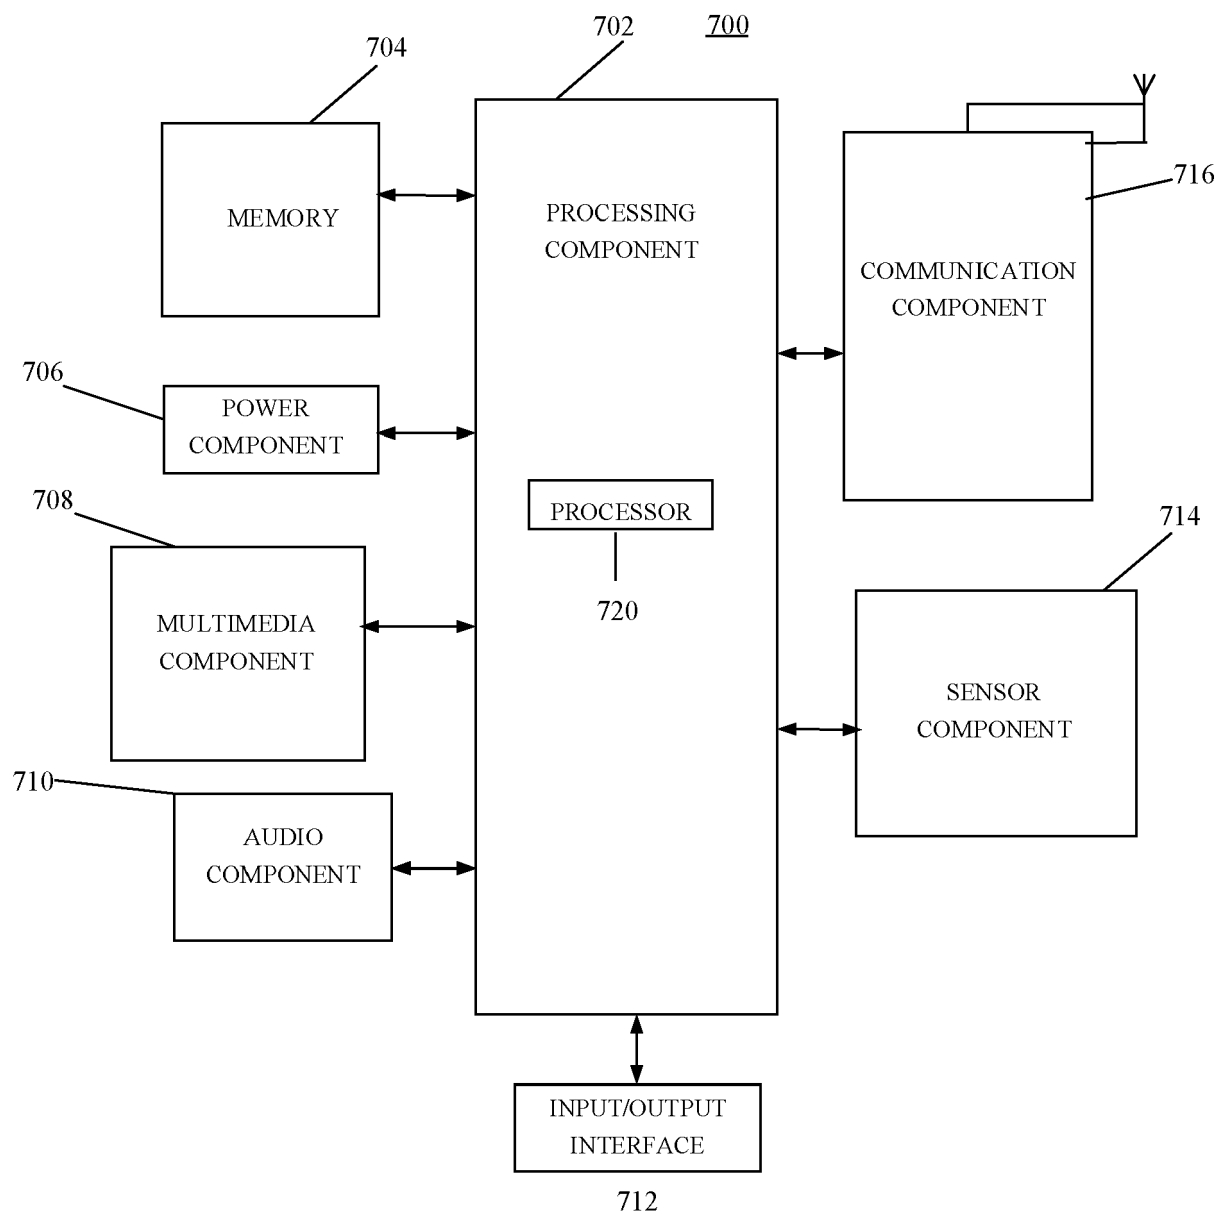 702
700
704
716
MEMORY
PROCESSING
COMPONENT
COMMUNICATION
COMPONENT
706
POWER
COMPONENT
708
PROCESSOR
720
714
MULTIMEDIA
COMPONENT
SENSOR
COMPONENT
710
AUDIO
COMPONENT
INPUT/OUTPUT
INTERFACE
712